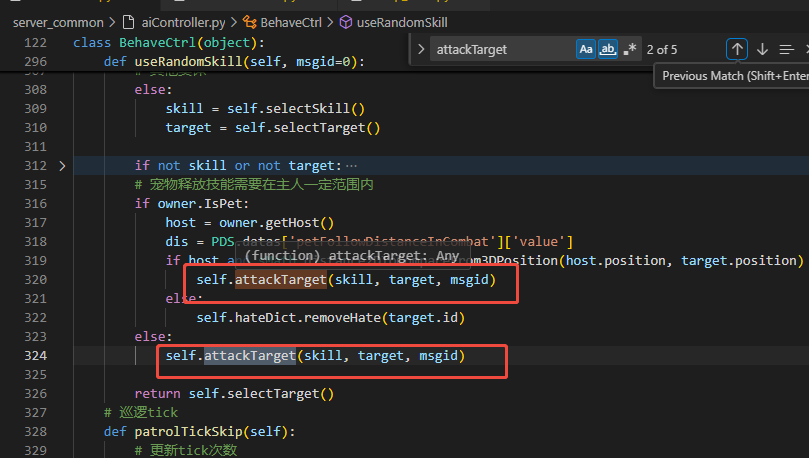 server_common > aiController.py > BehaveCtrl > useRandomSkill
122 class BehaveCtrl(object):
296 def useRandomSkill(self, msgid=0):
attackTarget Aa ab .* 2 of 5
Previous Match (Shift+Enter
308 else:
309 skill = self.selectSkill()
310 target = self.selectTarget()
311
312 if not skill or not target:…
315 # 宠物释放技能需要在主人一定范围内
316 if owner.IsPet:
317 host = owner.getHost()
318 dis = PDS.datas['petFollowDistanceInCombat']['value']
(function) attackTarget: Any
319 if host rom3DPosition(host.position, target.position)
320 self.attackTarget(skill, target, msgid)
321 else:
322 self.hateDict.removeHate(target.id)
323 else:
324 self.attackTarget(skill, target, msgid)
325
326 return self.selectTarget()
327 # 巡逻tick
328 def patrolTickSkip(self):
329 # 更新tick次数